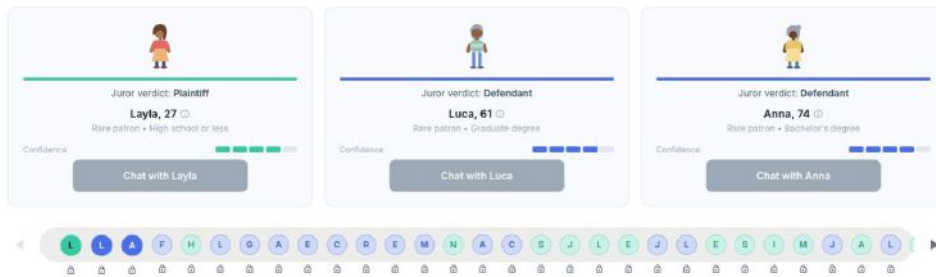 Juror verdict: Plaintiff
Layla, 27
Rare patron • High school or less
Confidence
Chat with Layla
Juror verdict: Defendant
Luca, 61
Rare patron • Graduate degree
Confidence
Chat with Luca
Juror verdict: Defendant
Anna, 74
Rare patron • Bachelor's degree
Confidence
Chat with Anna
L L A F H L G A E C R E M N A C S J L E J L E S I M J A L